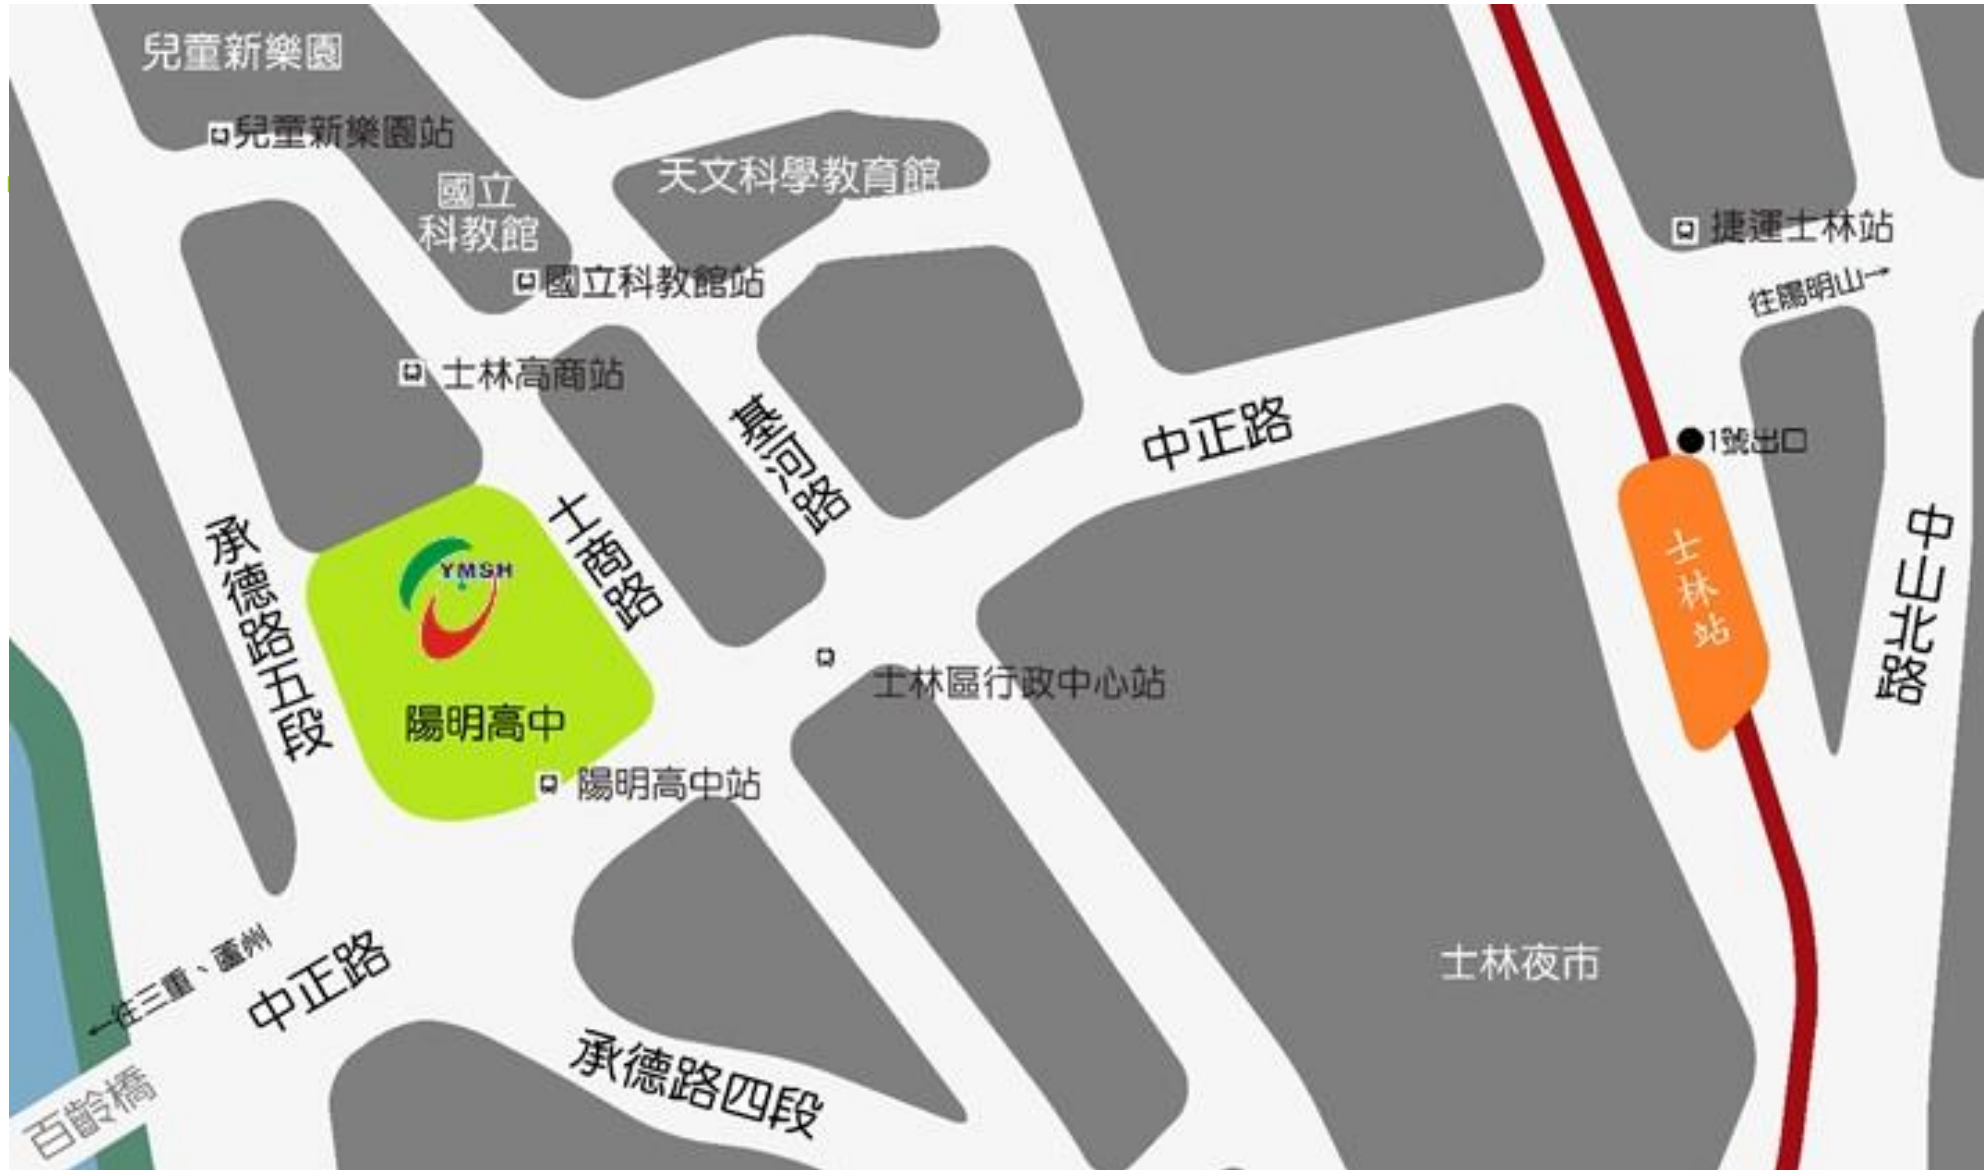 兒童新樂園
兒童新樂園站
國立
科教館
天文科學教育館
國立科教館站
捷運士林站
往陽明山→
士林高商站
基河路
中正路
1號出口
士商路
承德路五段
YMSH
陽明高中
士林站
中山北路
士林區行政中心站
陽明高中站
←往三重、蘆州
中正路
士林夜市
承德路四段
百齡橋